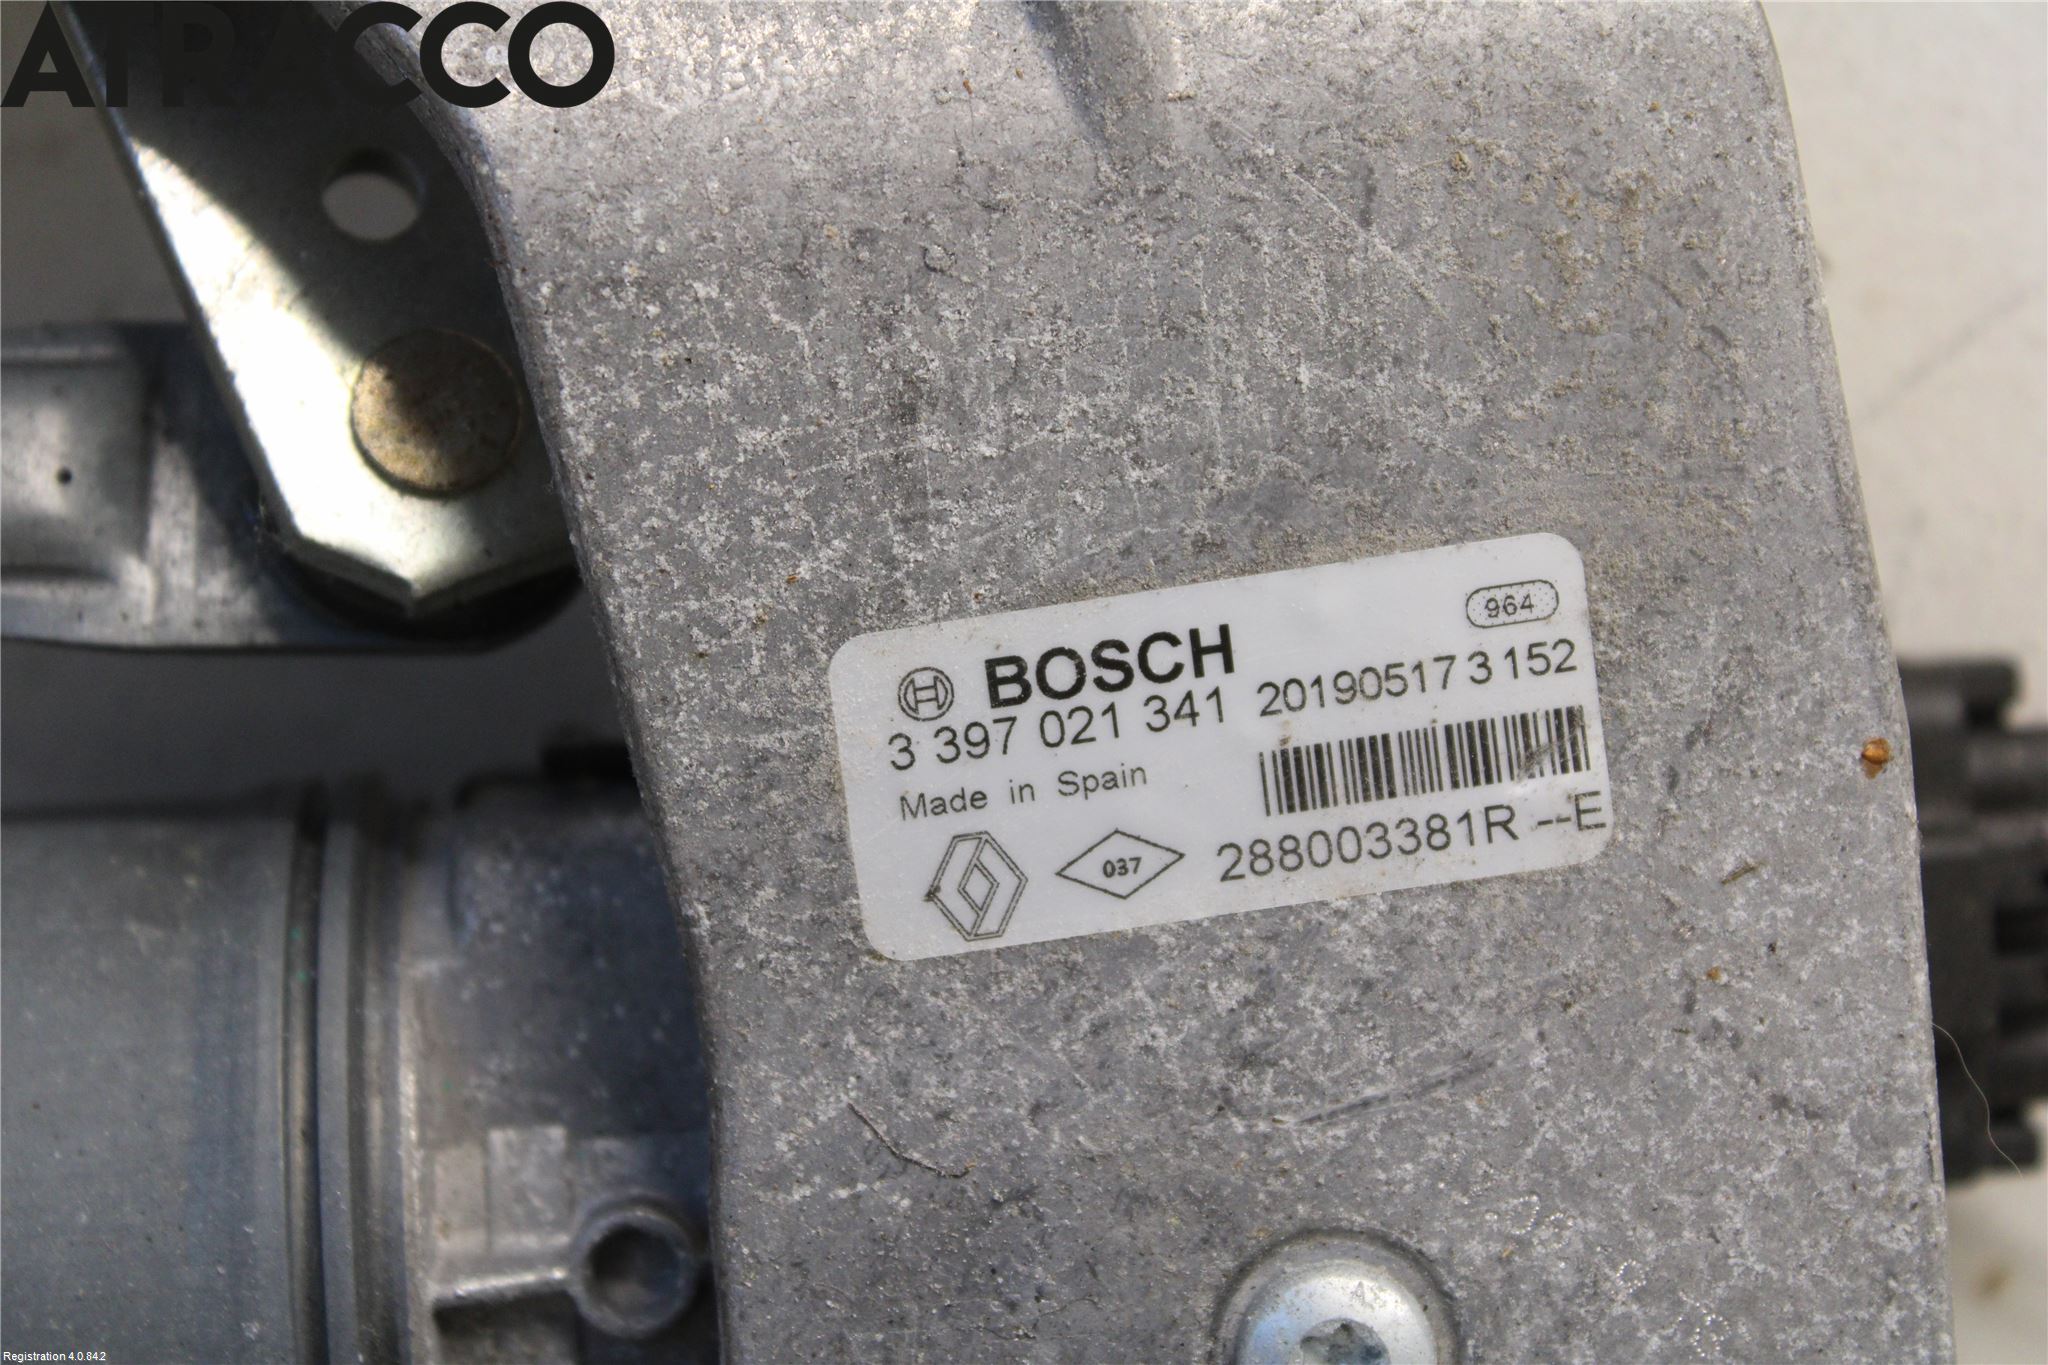 ATRACCO
964
BOSCH
3 397 021 341 20190517 3 152
Made in Spain
037 288003381R --E
Registration 4.0.84.2